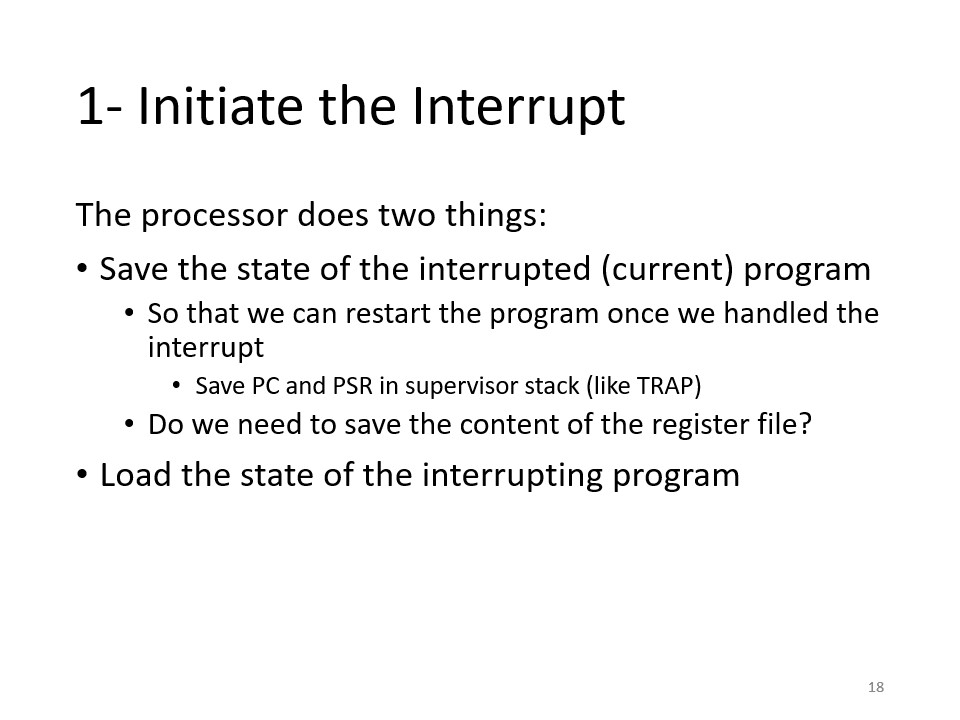 1- Initiate the Interrupt
The processor does two things:
• Save the state of the interrupted (current) program
• So that we can restart the program once we handled the
interrupt
• Save PC and PSR in supervisor stack (like TRAP)
• Do we need to save the content of the register file?
• Load the state of the interrupting program
18